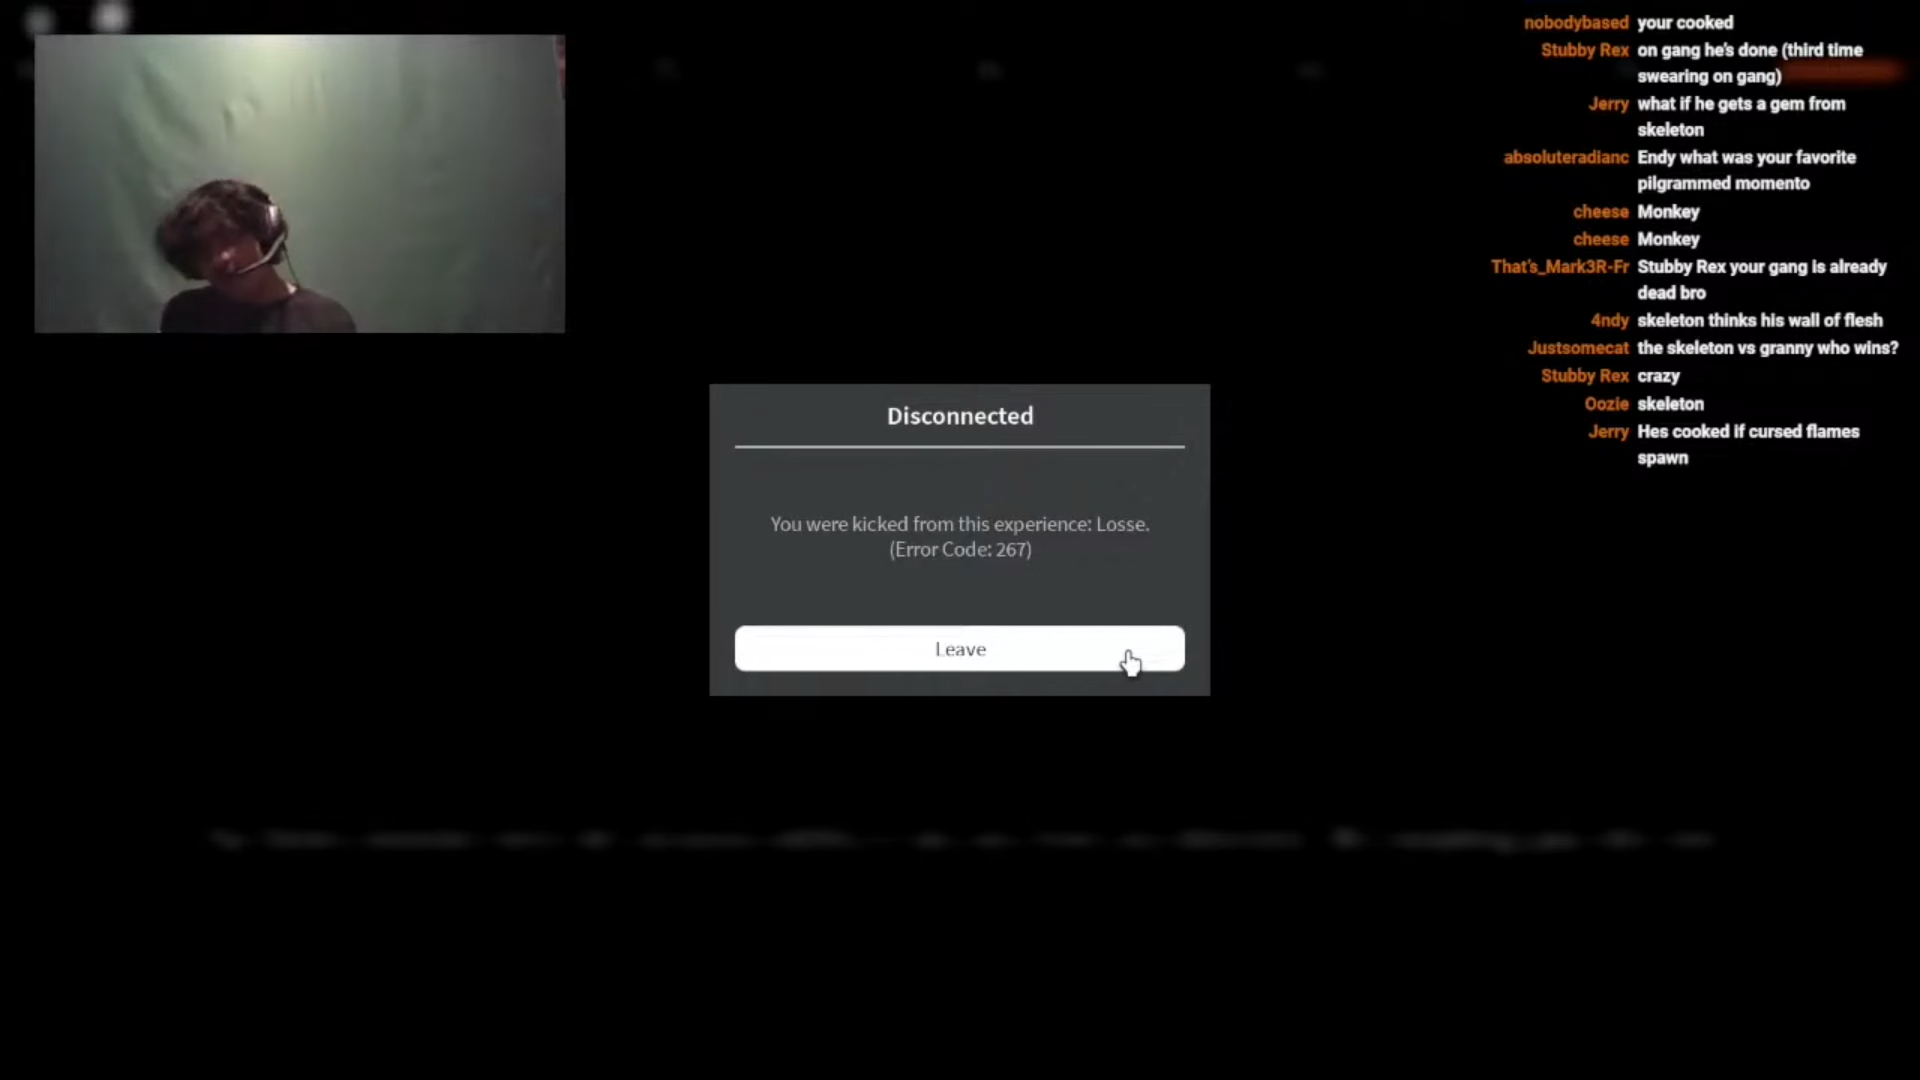 nobodybased your cooked
Stubby Rex on gang he's done (third time
swearing on gang)
Jerry what if he gets a gem from
skeleton
absoluteradianc Endy what was your favorite
pilgrammed momento
cheese Monkey
cheese Monkey
That's_Mark3R-Fr Stubby Rex your gang is already
dead bro
4ndy skeleton thinks his wall of flesh
Justsomecat the skeleton vs granny who wins?
Stubby Rex crazy
Oozie skeleton
Jerry Hes cooked if cursed flames
spawn
Disconnected
You were kicked from this experience: Losse.
(Error Code: 267)
Leave